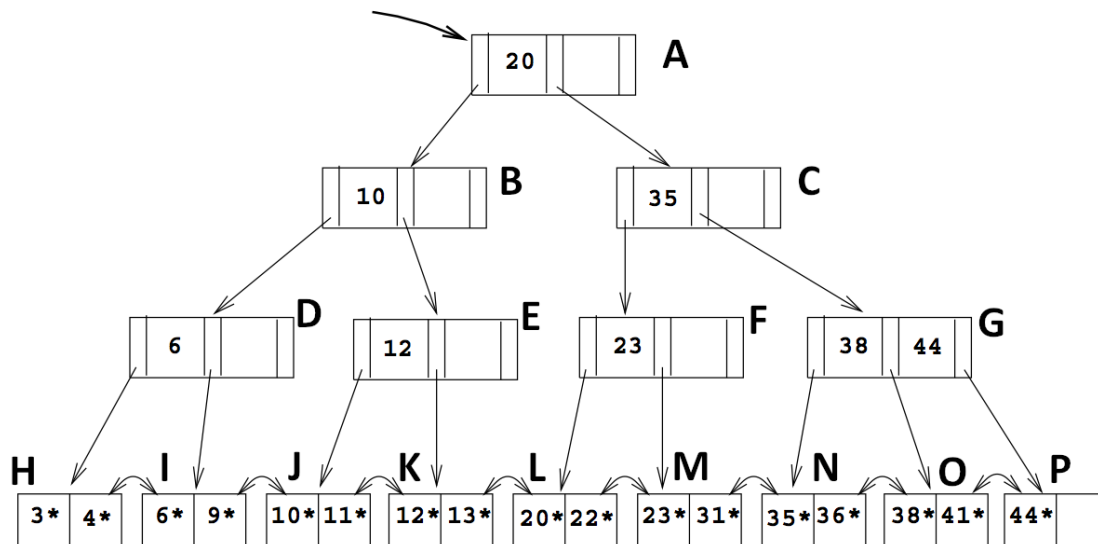 20 A
10 B 35 C
6 D 12 E 23 F 38 44 G
H I J K L M N O P
3* 4* 6* 9* 10* 11* 12* 13* 20* 22* 23* 31* 35* 36* 38* 41* 44*